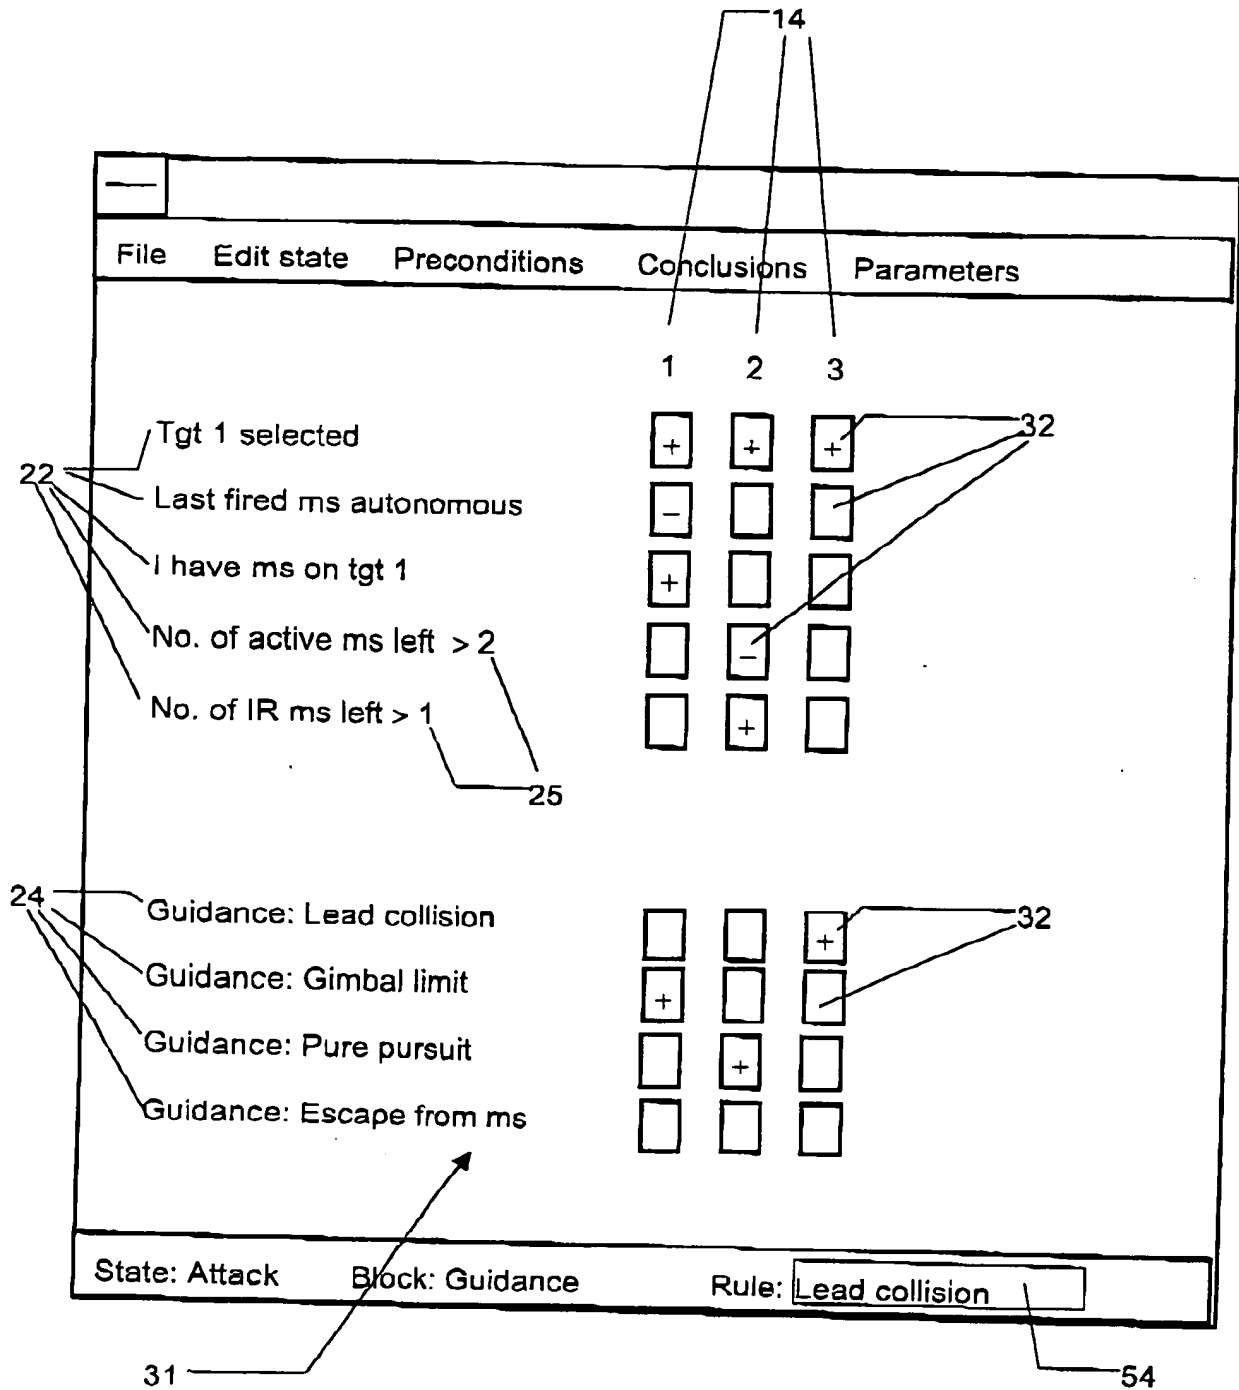 14
File Edit state Preconditions Conclusions Parameters
1 2 3
Tgt 1 selected + + + 32
22 Last fired ms autonomous −
I have ms on tgt 1 +
No. of active ms left > 2 −
No. of IR ms left > 1 +
25
24 Guidance: Lead collision + 32
Guidance: Gimbal limit +
Guidance: Pure pursuit +
Guidance: Escape from ms
State: Attack Block: Guidance Rule: Lead collision
31 54